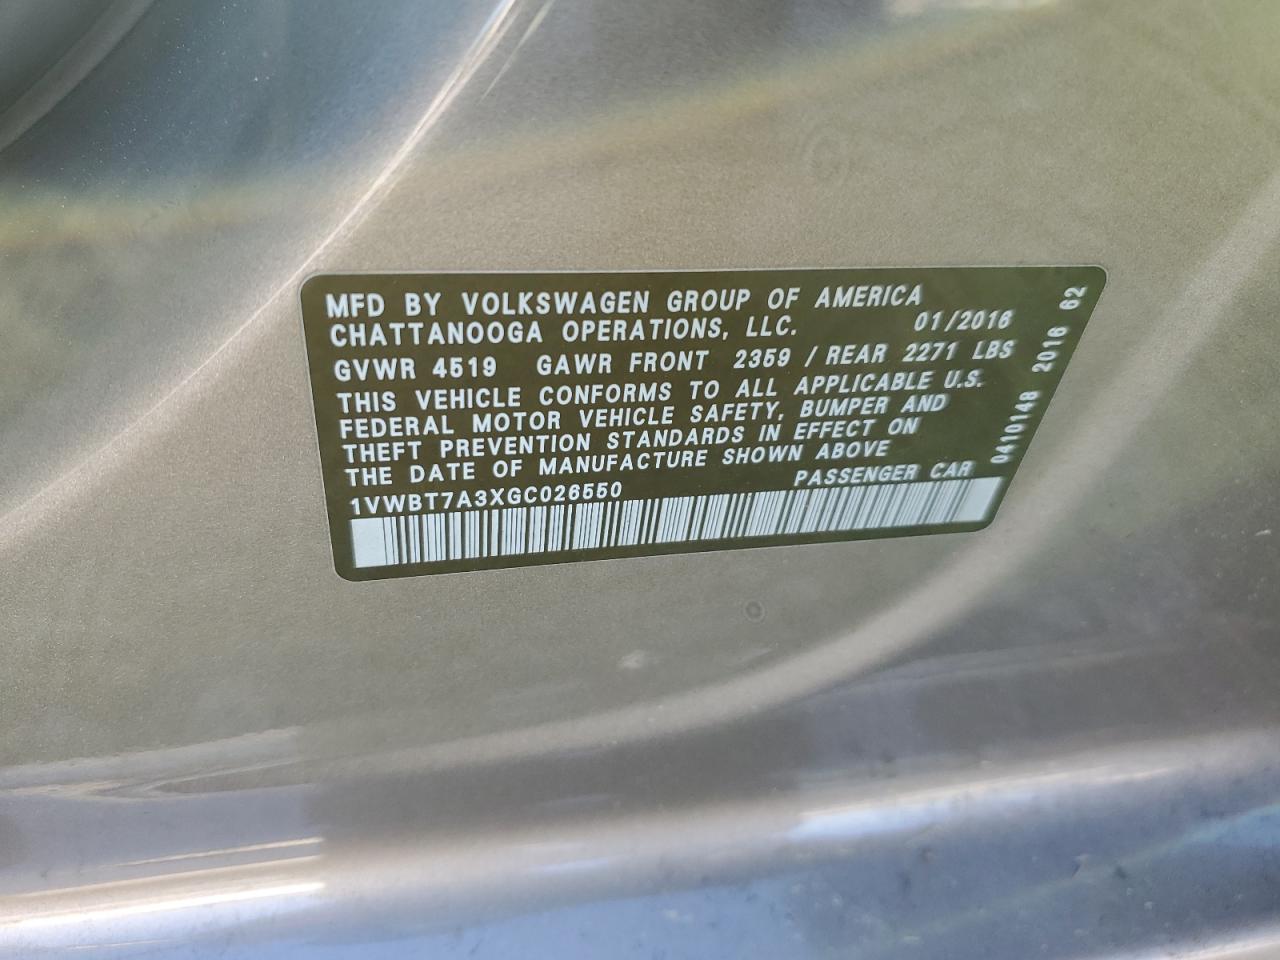 MFD BY VOLKSWAGEN GROUP OF AMERICA
CHATTANOOGA OPERATIONS, LLC. 01/2016
GVWR 4519 GAWR FRONT 2359 / REAR 2271 LBS
THIS VEHICLE CONFORMS TO ALL APPLICABLE U.S.
FEDERAL MOTOR VEHICLE SAFETY, BUMPER AND
THEFT PREVENTION STANDARDS IN EFFECT ON
THE DATE OF MANUFACTURE SHOWN ABOVE
1VWBT7A3XGC026550 PASSENGER CAR
0410148 2016 62